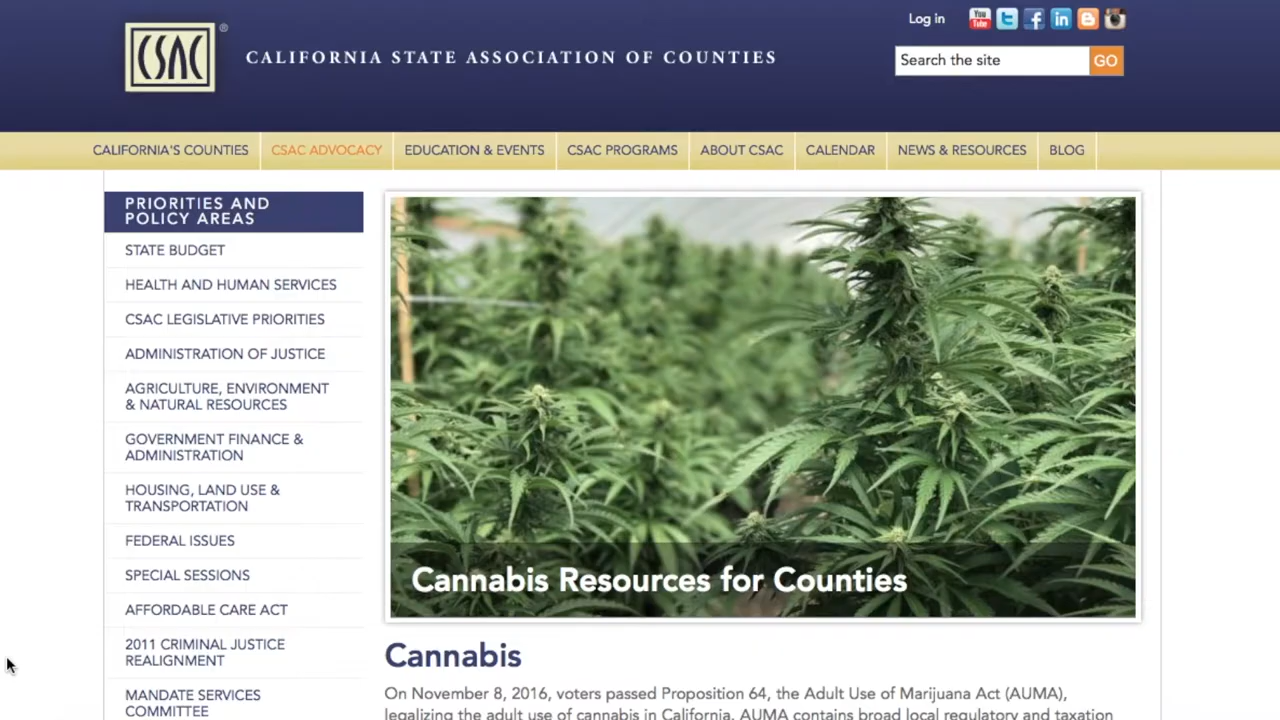 CSAC®
CALIFORNIA STATE ASSOCIATION OF COUNTIES
Log in
You Tube
Search the site
GO
CALIFORNIA'S COUNTIES
CSAC ADVOCACY
EDUCATION & EVENTS
CSAC PROGRAMS
ABOUT CSAC
CALENDAR
NEWS & RESOURCES
BLOG
PRIORITIES AND
POLICY AREAS
STATE BUDGET
HEALTH AND HUMAN SERVICES
CSAC LEGISLATIVE PRIORITIES
ADMINISTRATION OF JUSTICE
AGRICULTURE, ENVIRONMENT
& NATURAL RESOURCES
GOVERNMENT FINANCE &
ADMINISTRATION
HOUSING, LAND USE &
TRANSPORTATION
FEDERAL ISSUES
SPECIAL SESSIONS
AFFORDABLE CARE ACT
2011 CRIMINAL JUSTICE
REALIGNMENT
MANDATE SERVICES
COMMITTEE
Cannabis Resources for Counties
Cannabis
On November 8, 2016, voters passed Proposition 64, the Adult Use of Marijuana Act (AUMA),
legalizing the adult use of cannabis in California. AUMA contains broad local regulatory and taxation